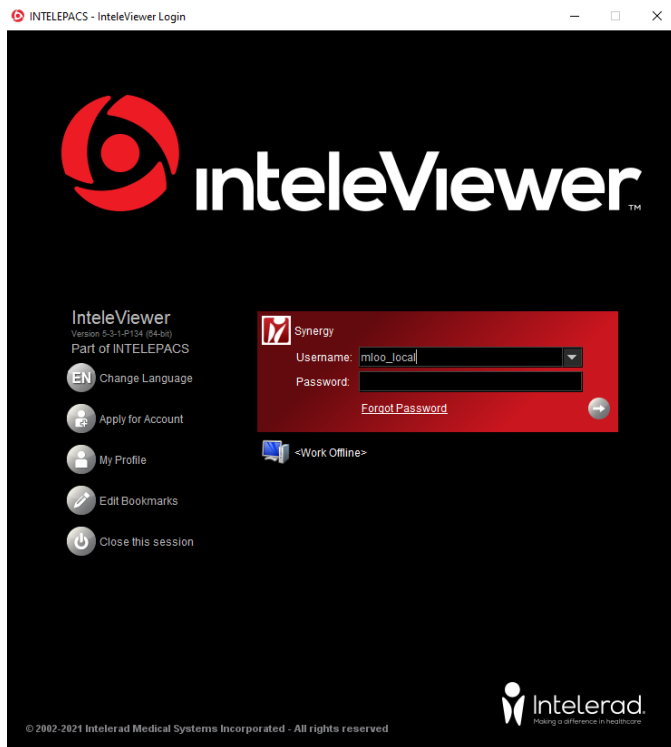 INTELEPACS - InteleViewer Login
InteleViewer™
InteleViewer
Version 5-3-1-P134 (64-bit)
Part of INTELEPACS
EN Change Language
Apply for Account
My Profile
Edit Bookmarks
Close this session
Synergy
Username: mloo_local
Password:
Forgot Password
<Work Offline>
Intelerad.
Making a difference in healthcare
© 2002-2021 Intelerad Medical Systems Incorporated - All rights reserved